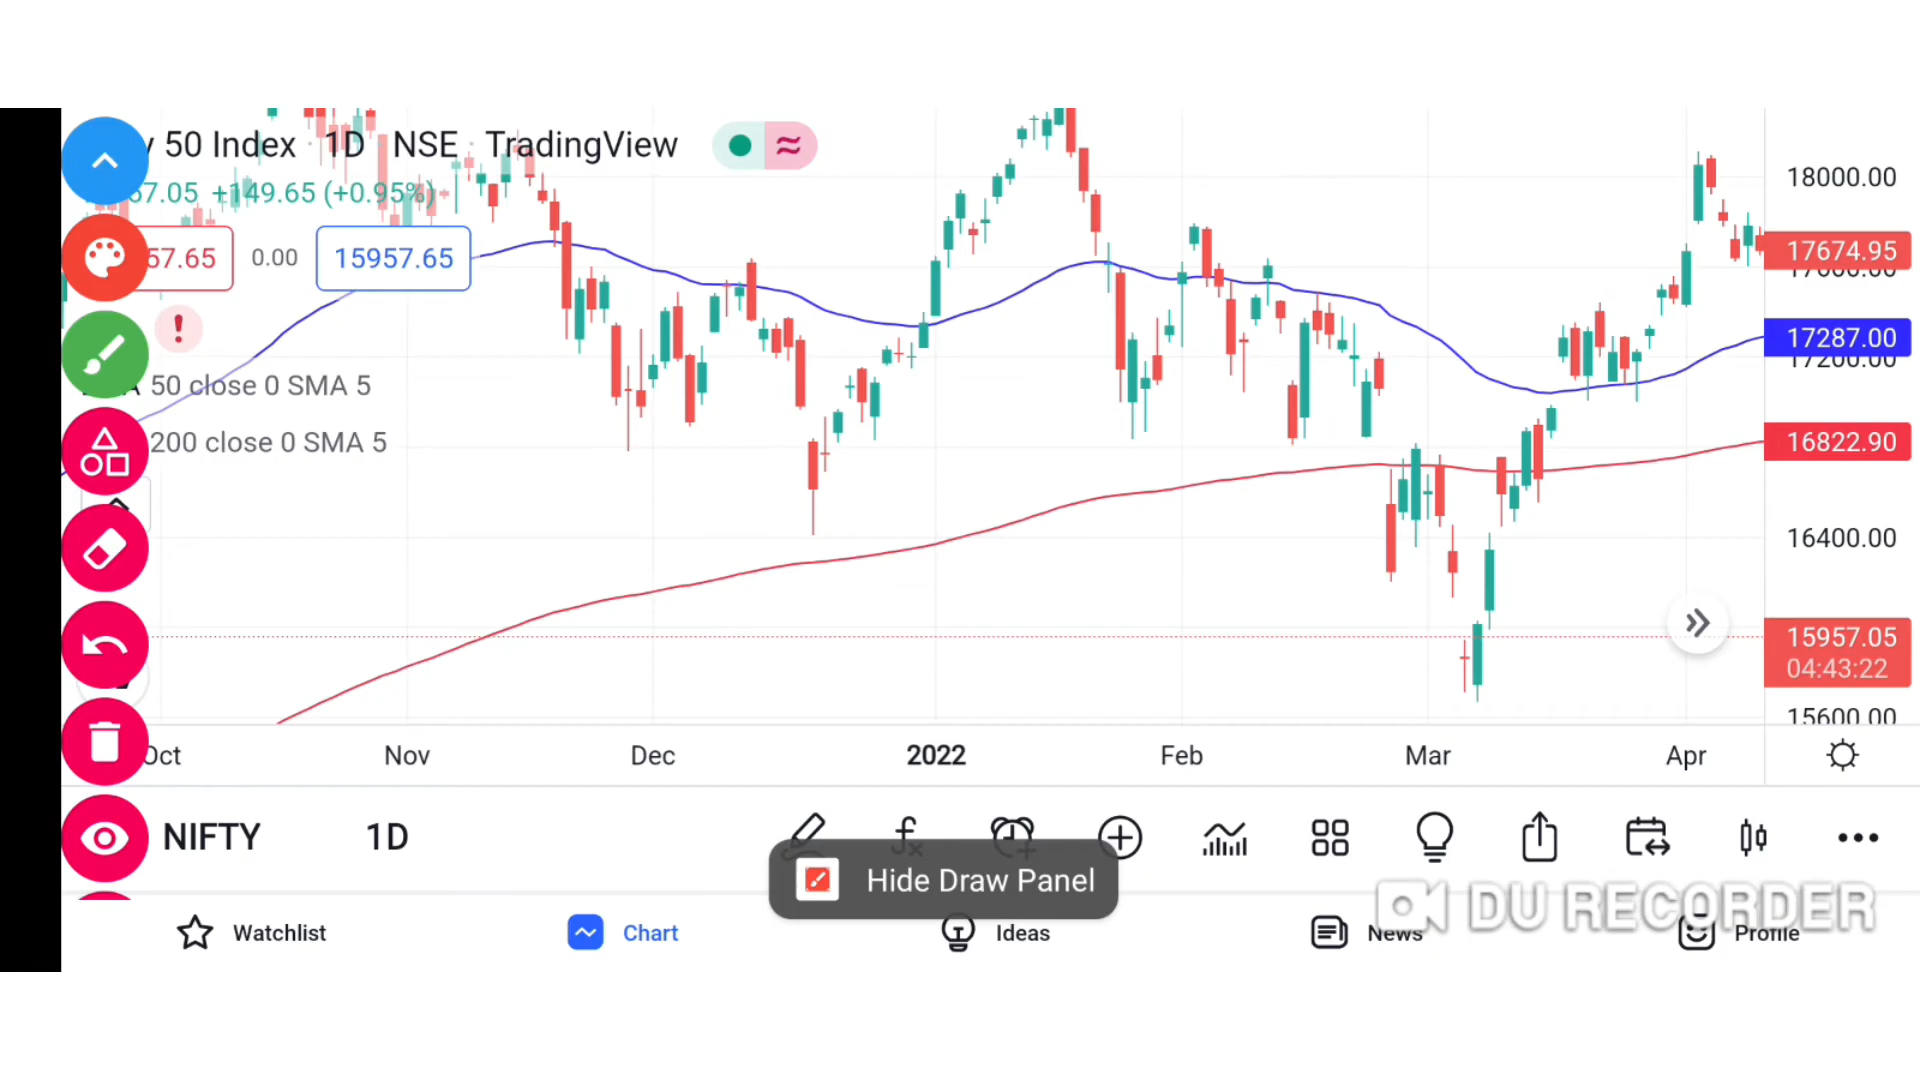 50 Index · 1D · NSE · TradingView
57.05 +149.65 (+0.95%)
57.65 0.00 15957.65
50 close 0 SMA 5
200 close 0 SMA 5
18000.00
17674.95
17287.00
17200.00
16822.90
16400.00
15957.05
04:43:22
15600.00
Oct Nov Dec 2022 Feb Mar Apr
NIFTY 1D
Hide Draw Panel
DU RECORDER
Watchlist Chart Ideas News Profile